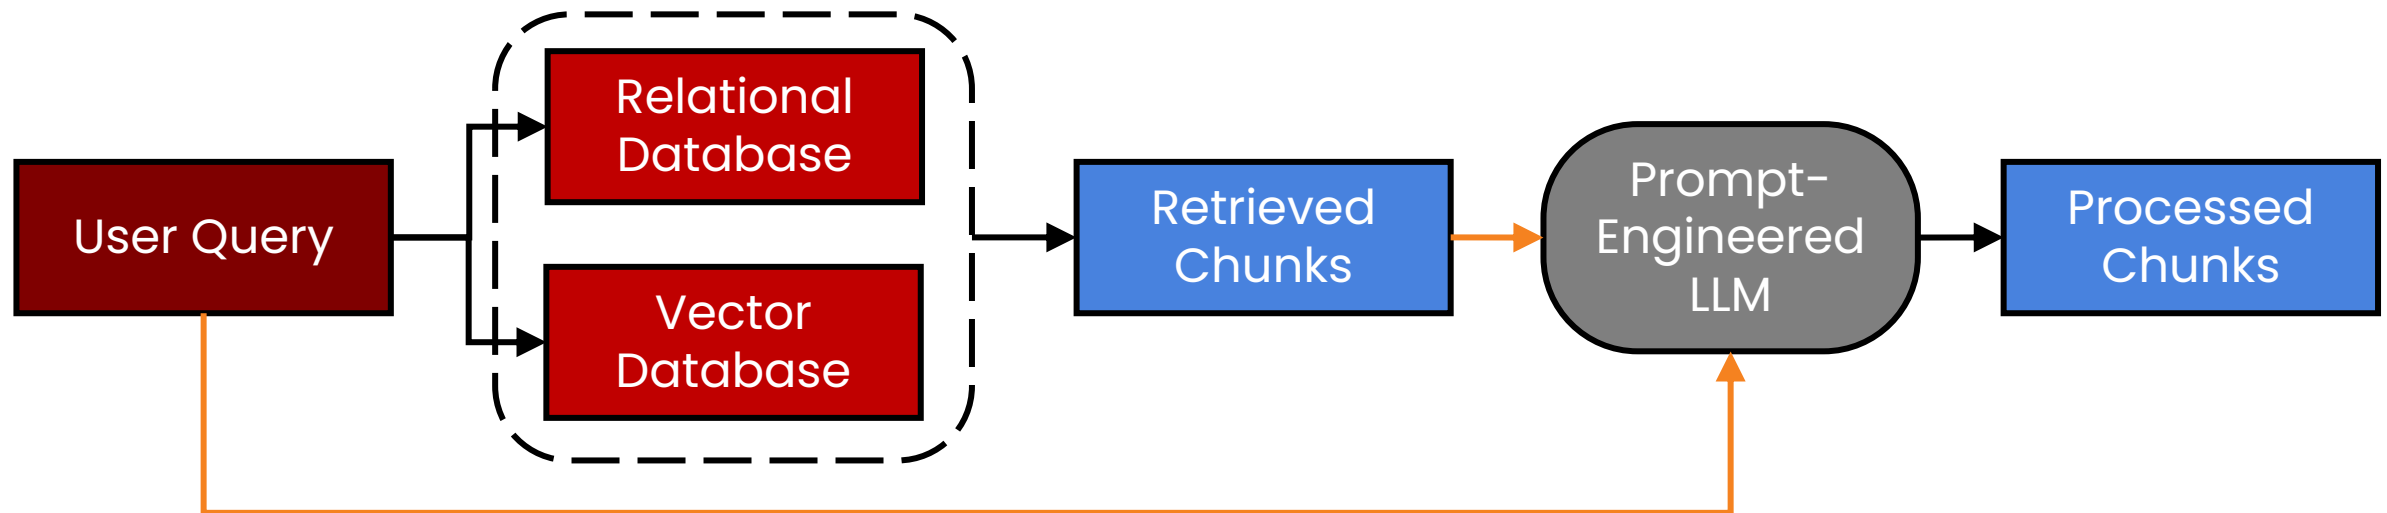 User Query
Relational
Database
Vector
Database
Retrieved
Chunks
Prompt-
Engineered
LLM
Processed
Chunks